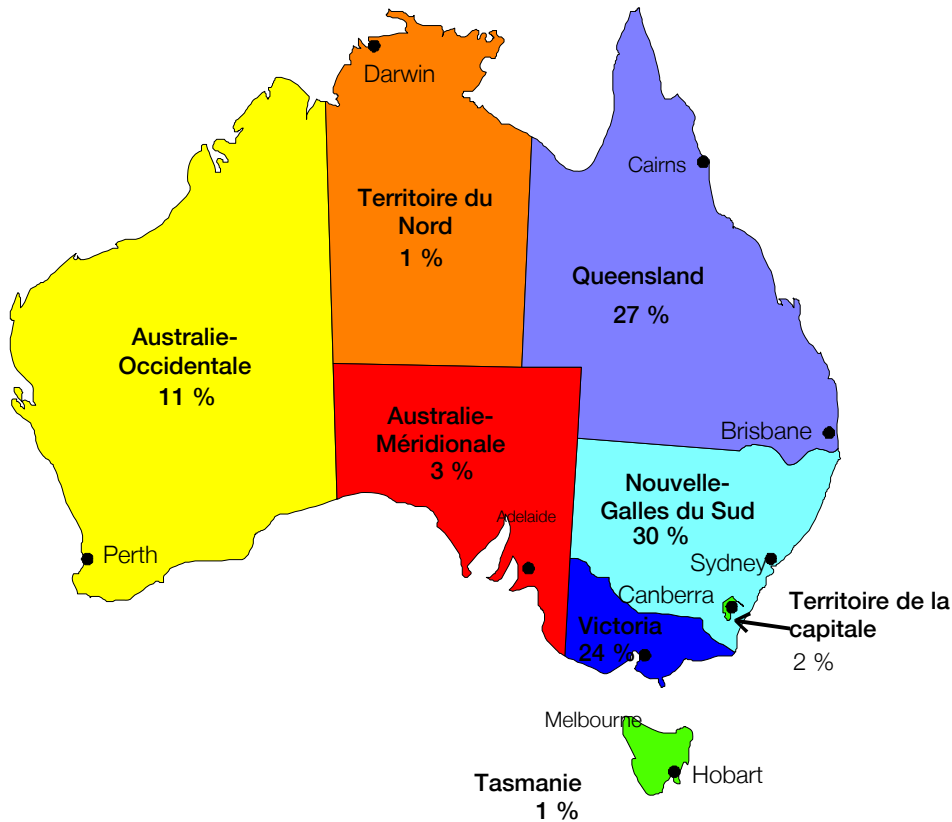 Darwin
Cairns
Territoire du
Nord
1 %
Queensland
27 %
Australie-
Occidentale
11 %
Australie-
Méridionale
3 %
Brisbane
Nouvelle-
Galles du Sud
30 %
Adelaide
Perth
Sydney
Canberra
Territoire de la
capitale
2 %
Victoria
24 %
Melbourne
Hobart
Tasmanie
1 %